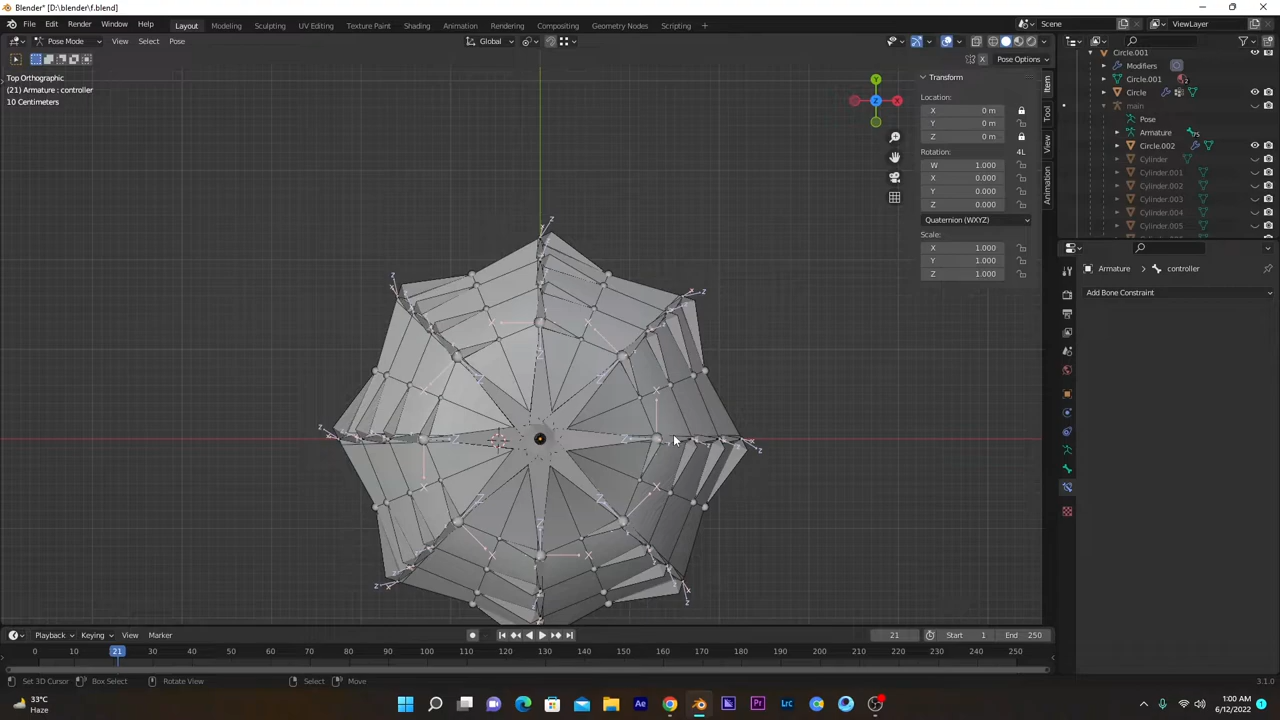 Blender* [D:\blender\f.blend]
File Edit Render Window Help
Layout Modeling Sculpting UV Editing Texture Paint Shading Animation Rendering Compositing Geometry Nodes Scripting +
Scene ViewLayer
Pose Mode View Select Pose Global
Pose Options
Top Orthographic
(21) Armature : controller
10 Centimeters
Transform
Location:
X 0 m
Y 0 m
Z 0 m
Rotation: 4L
W 1.000
X 0.000
Y 0.000
Z 0.000
Quaternion (WXYZ)
Scale:
X 1.000
Y 1.000
Z 1.000
Item
Tool
View
Animation
Y
Z
X
Circle.001
Modifiers
Circle.001
Circle
main
Pose
Armature
Circle.002
Cylinder
Cylinder.001
Cylinder.002
Cylinder.003
Cylinder.004
Cylinder.005
Armature > controller
Add Bone Constraint
Playback Keying View Marker 21 Start 1 End 250
0 10 21 30 40 50 60 70 80 90 100 110 120 130 140 150 160 170 180 190 200 210 220 230 240 250
Set 3D Cursor Box Select Rotate View Select Move 3.1.0
33°C
Haze
Ae Pr Lrc
1:00 AM
6/12/2022